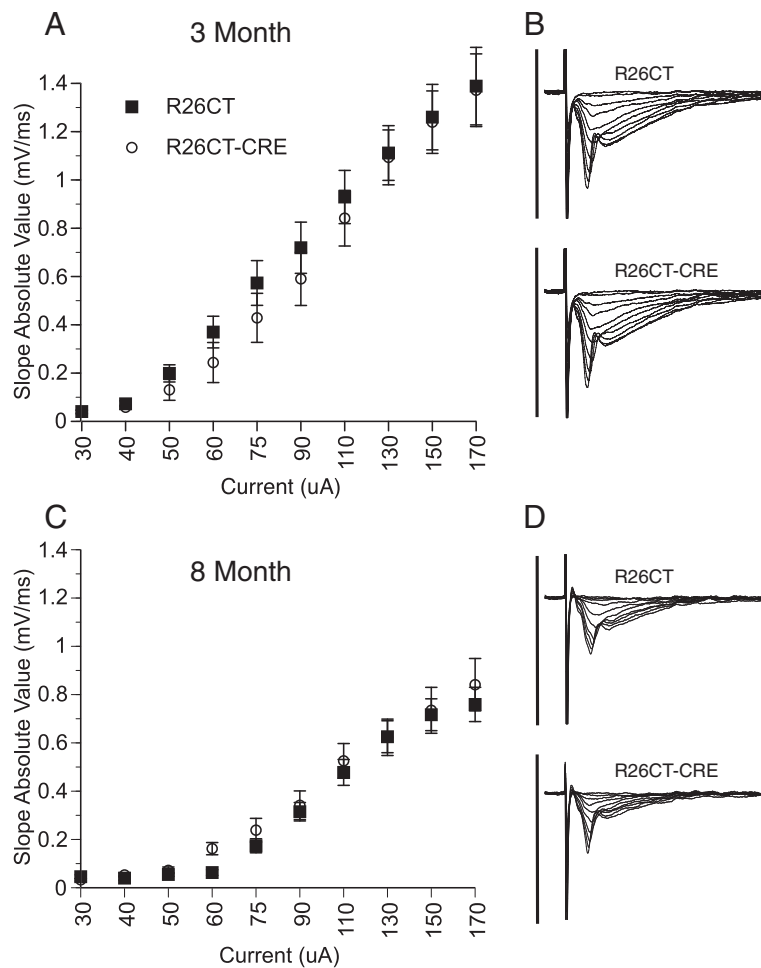 A
3 Month
B
R26CT
R26CT-CRE
Slope Absolute Value (mV/ms)
1.4
1.2
1
0.8
0.6
0.4
0.2
0
30 40 50 60 75 90 110 130 150 170
Current (uA)
R26CT
R26CT-CRE
C
8 Month
D
Slope Absolute Value (mV/ms)
1.4
1.2
1
0.8
0.6
0.4
0.2
0
30 40 50 60 75 90 110 130 150 170
Current (uA)
R26CT
R26CT-CRE